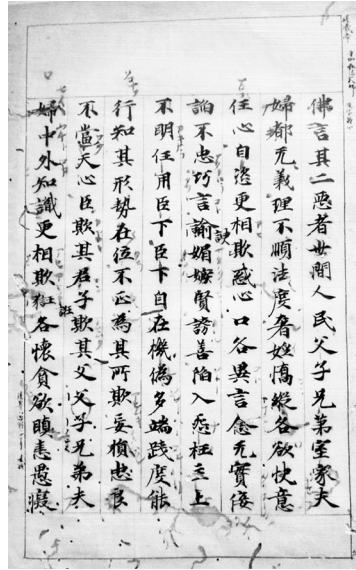 佛言其二惡者世間人民父子兄弟室家夫
婦都无義理不順法度奢婬憍縱各欲快意
任心自恣更相欺惑心口各異言念无實佞
諂不忠巧言諭媚嫉賢謗善陷入怨枉主上
不明任用臣下臣下自在機偽多端踐度能
行知其形勢在位不正為其所欺妄損忠良
不當天心臣欺其君子欺其父父子兄弟夫
婦中外知識更相欺狂各懷貪欲瞋恚愚癡